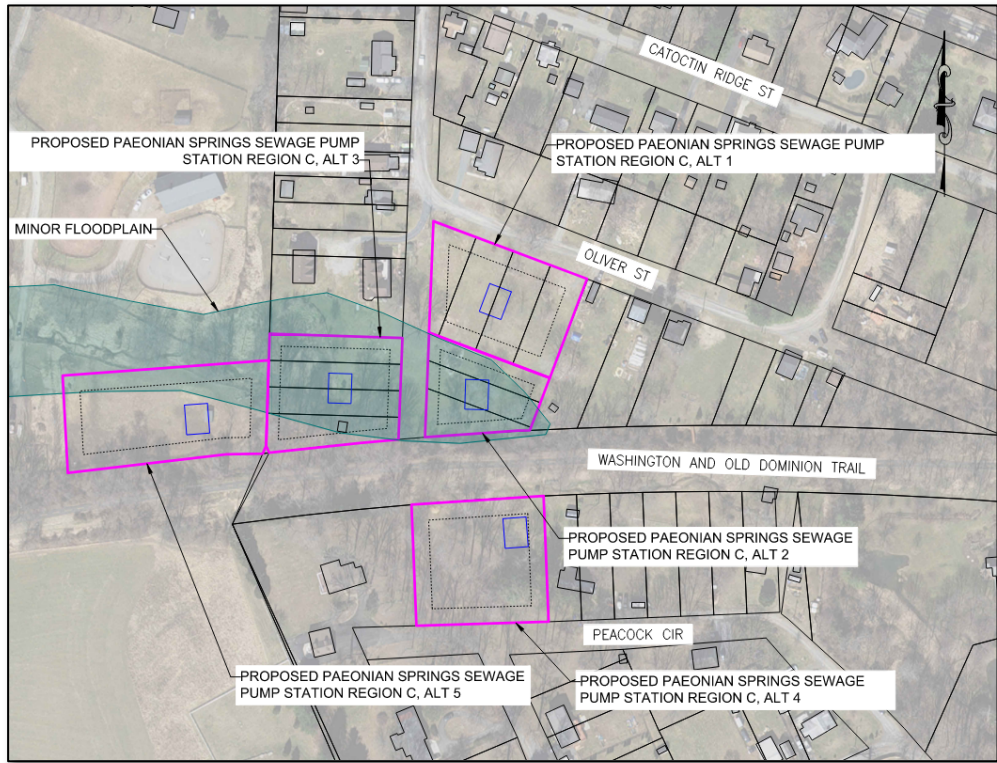 CATOCTIN RIDGE ST
PROPOSED PAEONIAN SPRINGS SEWAGE PUMP
STATION REGION C, ALT 3
PROPOSED PAEONIAN SPRINGS SEWAGE PUMP
STATION REGION C, ALT 1
MINOR FLOODPLAIN
OLIVER ST
WASHINGTON AND OLD DOMINION TRAIL
PROPOSED PAEONIAN SPRINGS SEWAGE
PUMP STATION REGION C, ALT 2
PEACOCK CIR
PROPOSED PAEONIAN SPRINGS SEWAGE
PUMP STATION REGION C, ALT 5
PROPOSED PAEONIAN SPRINGS SEWAGE
PUMP STATION REGION C, ALT 4